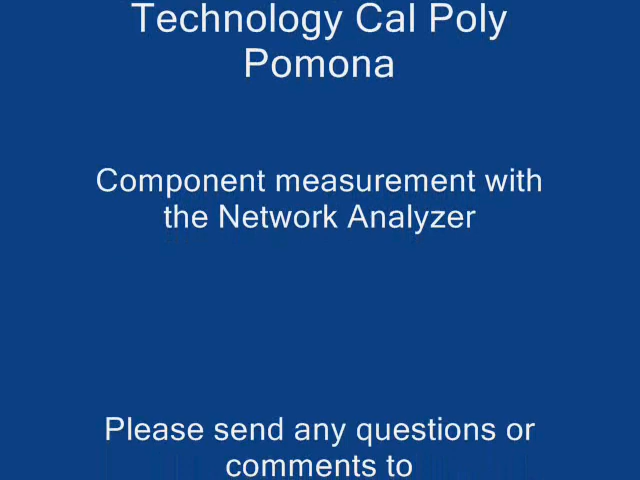 Technology Cal Poly
Pomona
Component measurement with
the Network Analyzer
Please send any questions or
comments to